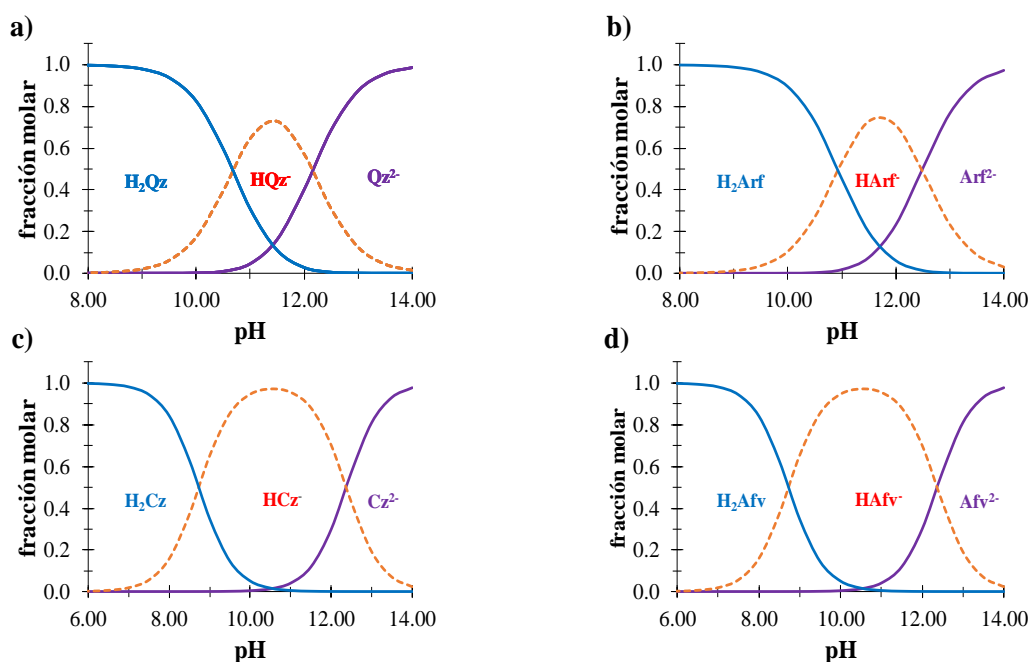 a)
fracción molar
1.0
0.8
0.6
0.4
0.2
0.0
H₂Qz
HQz⁻
Qz²⁻
8.00 10.00 12.00 14.00
pH
b)
fracción molar
1.0
0.8
0.6
0.4
0.2
0.0
H₂Arf
HArf⁻
Arf²⁻
8.00 10.00 12.00 14.00
pH
c)
fracción molar
1.0
0.8
0.6
0.4
0.2
0.0
H₂Cz
HCz⁻
Cz²⁻
6.00 8.00 10.00 12.00 14.00
pH
d)
fracción molar
1.0
0.8
0.6
0.4
0.2
0.0
H₂Afv
HAfv⁻
Afv²⁻
6.00 8.00 10.00 12.00 14.00
pH